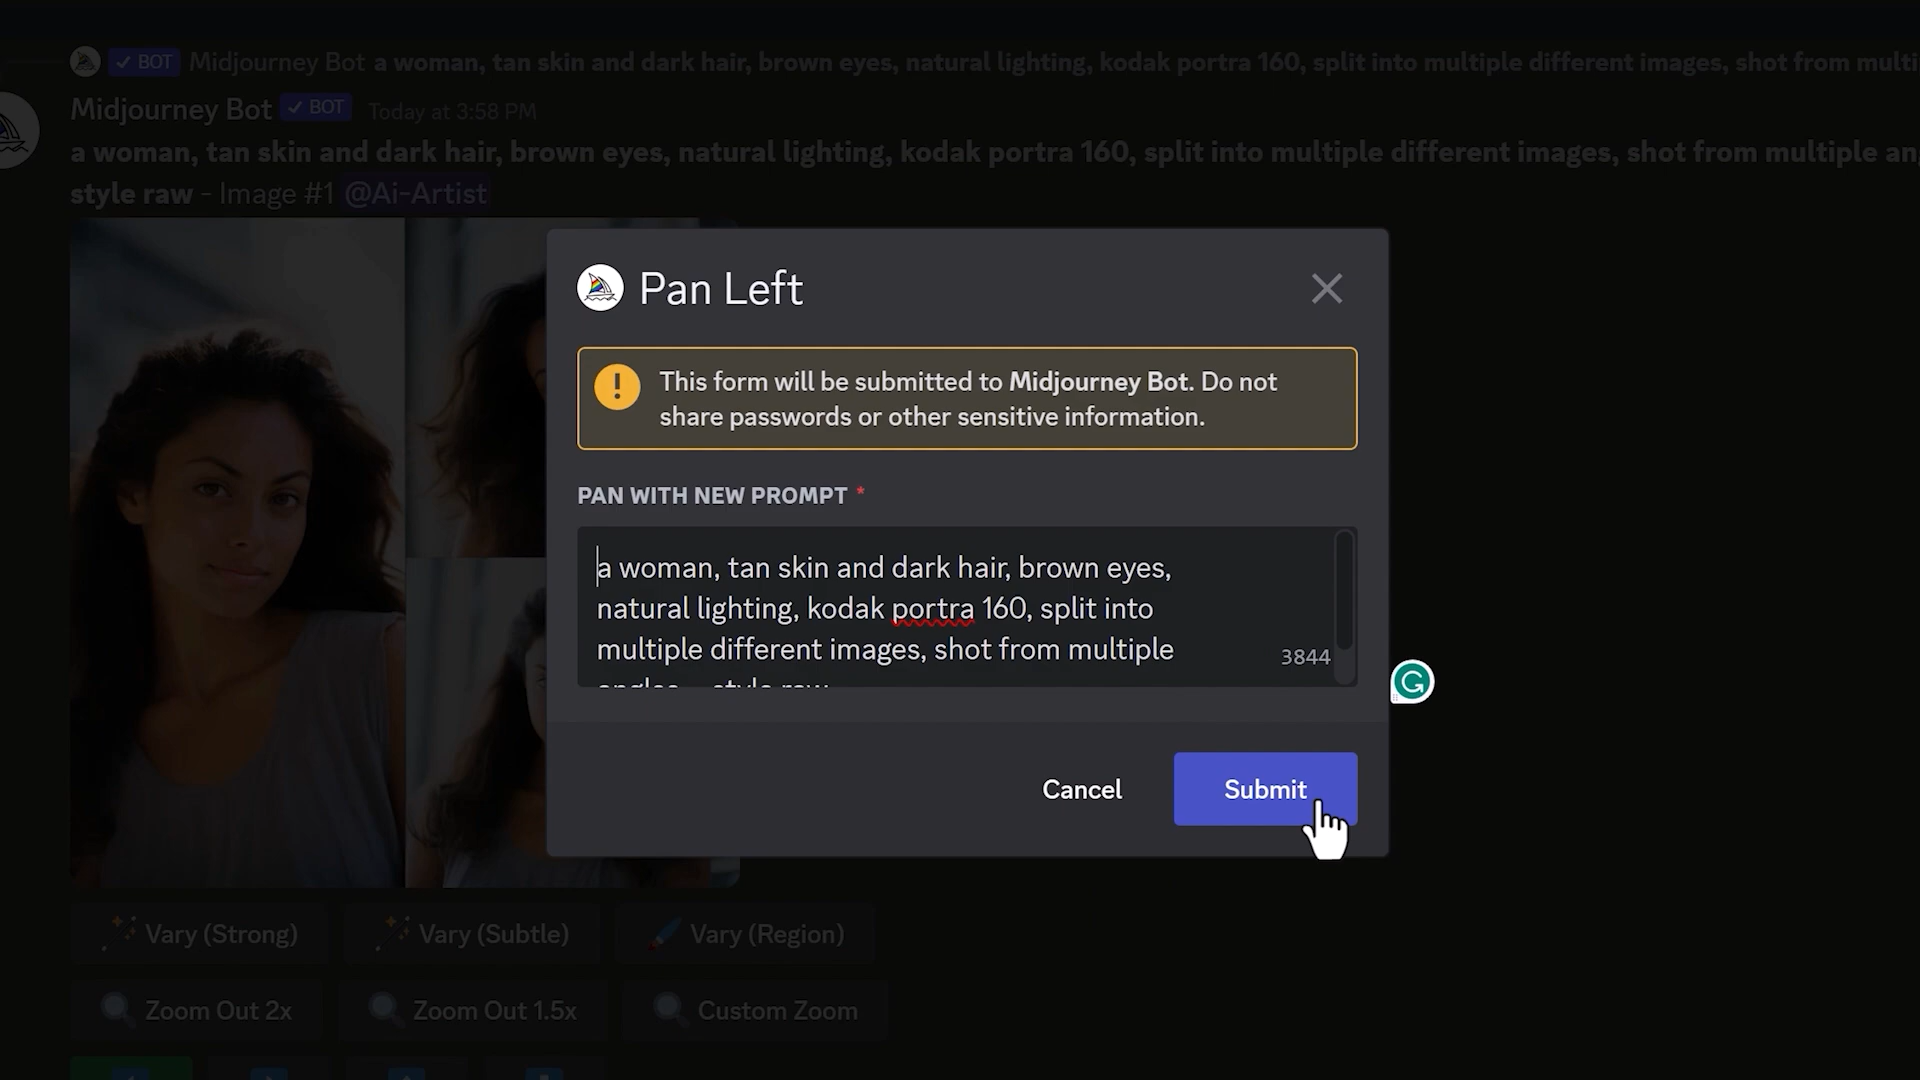 BOT Midjourney Bot a woman, tan skin and dark hair, brown eyes, natural lighting, kodak portra 160, split into multiple different images, shot from multi
Midjourney Bot BOT Today at 3:58 PM
a woman, tan skin and dark hair, brown eyes, natural lighting, kodak portra 160, split into multiple different images, shot from multiple an
style raw - Image #1 @Ai-Artist
Pan Left
This form will be submitted to Midjourney Bot. Do not
share passwords or other sensitive information.
PAN WITH NEW PROMPT *
a woman, tan skin and dark hair, brown eyes,
natural lighting, kodak portra 160, split into
multiple different images, shot from multiple
3844
angles --style raw
Cancel
Submit
Vary (Strong)
Vary (Subtle)
Vary (Region)
Zoom Out 2x
Zoom Out 1.5x
Custom Zoom